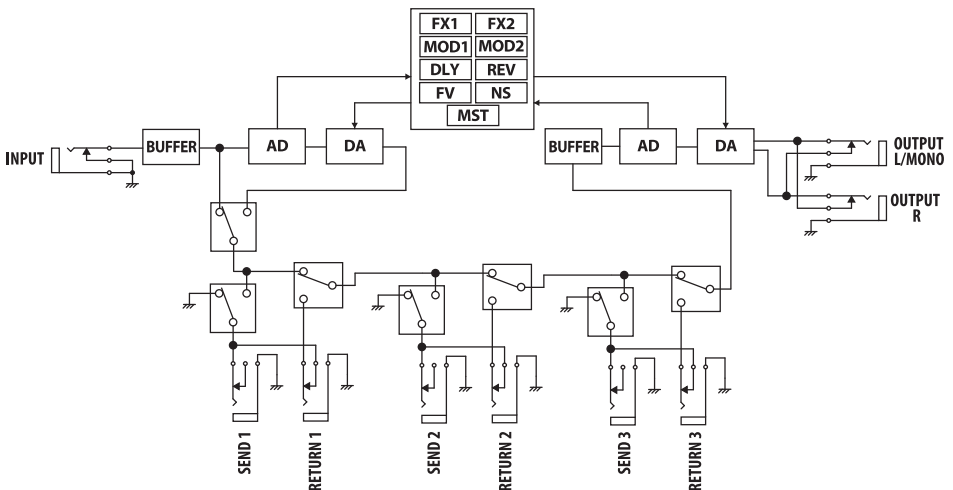 FX1 FX2
MOD1 MOD2
DLY REV
FV NS
MST
INPUT
BUFFER
AD
DA
BUFFER
AD
DA
OUTPUT
L/MONO
OUTPUT
R
SEND 1
RETURN 1
SEND 2
RETURN 2
SEND 3
RETURN 3